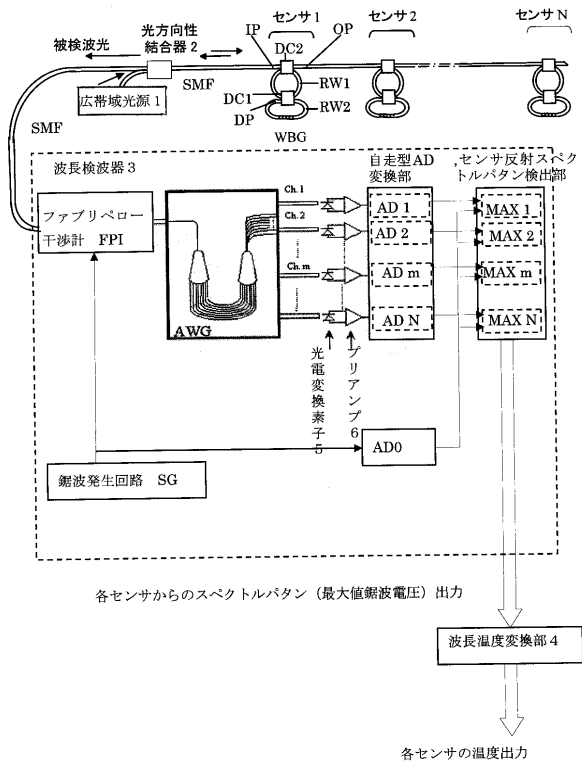 センサ1
センサ2
センサN
被検波光
光方向性
結合器2
IP
OP
DC2
RW1
DC1
RW2
DP
WBG
広帯域光源1
SMF
SMF
波長検波器3
自走型AD
変換部
センサ反射スペク
トルパタン検出部
ファブリペロー
干渉計 FPI
Ch.1
Ch.2
Ch.m
AWG
AD 1
AD 2
AD m
AD N
MAX 1
MAX 2
MAX m
MAX N
光電変換素子5
プリアンプ6
AD0
鋸波発生回路 SG
各センサからのスペクトルパタン(最大値鋸波電圧)出力
波長温度変換部4
各センサの温度出力